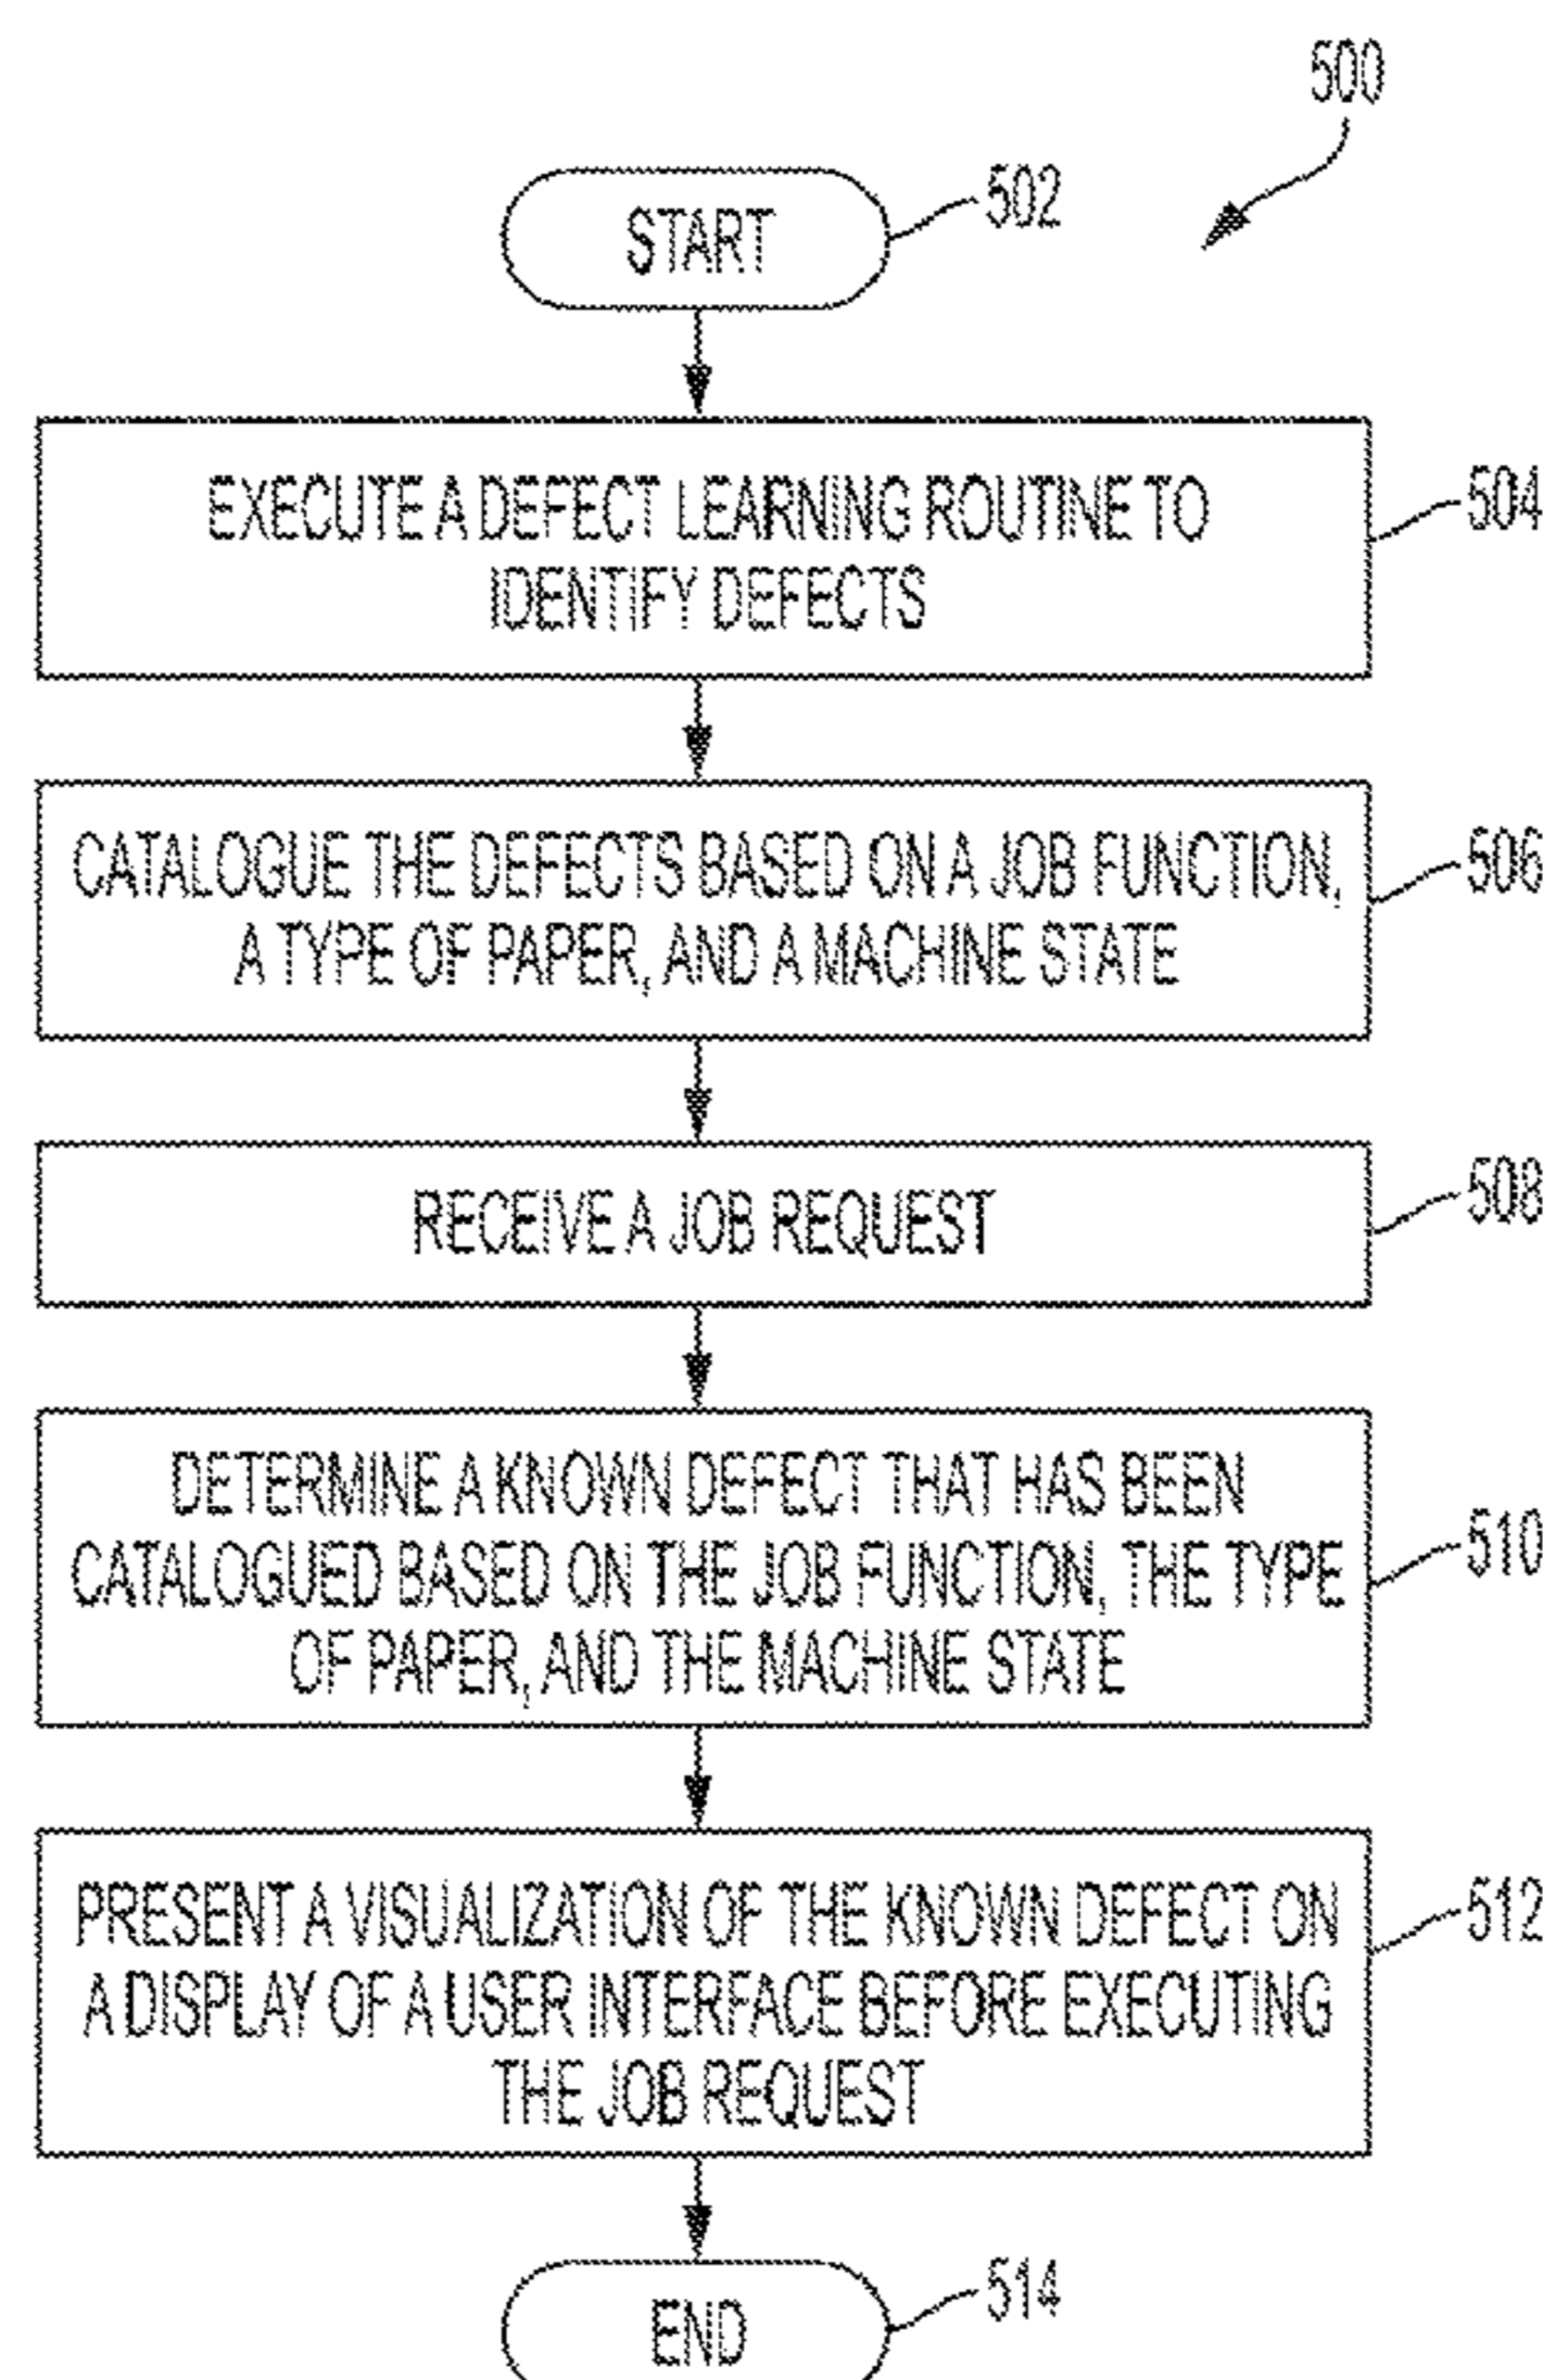 500
START
502
EXECUTE A DEFECT LEARNING ROUTINE TO
IDENTIFY DEFECTS
504
CATALOGUE THE DEFECTS BASED ON A JOB FUNCTION,
A TYPE OF PAPER, AND A MACHINE STATE
506
RECEIVE A JOB REQUEST
508
DETERMINE A KNOWN DEFECT THAT HAS BEEN
CATALOGUED BASED ON THE JOB FUNCTION, THE TYPE
OF PAPER, AND THE MACHINE STATE
510
PRESENT A VISUALIZATION OF THE KNOWN DEFECT ON
A DISPLAY OF A USER INTERFACE BEFORE EXECUTING
THE JOB REQUEST
512
END
514